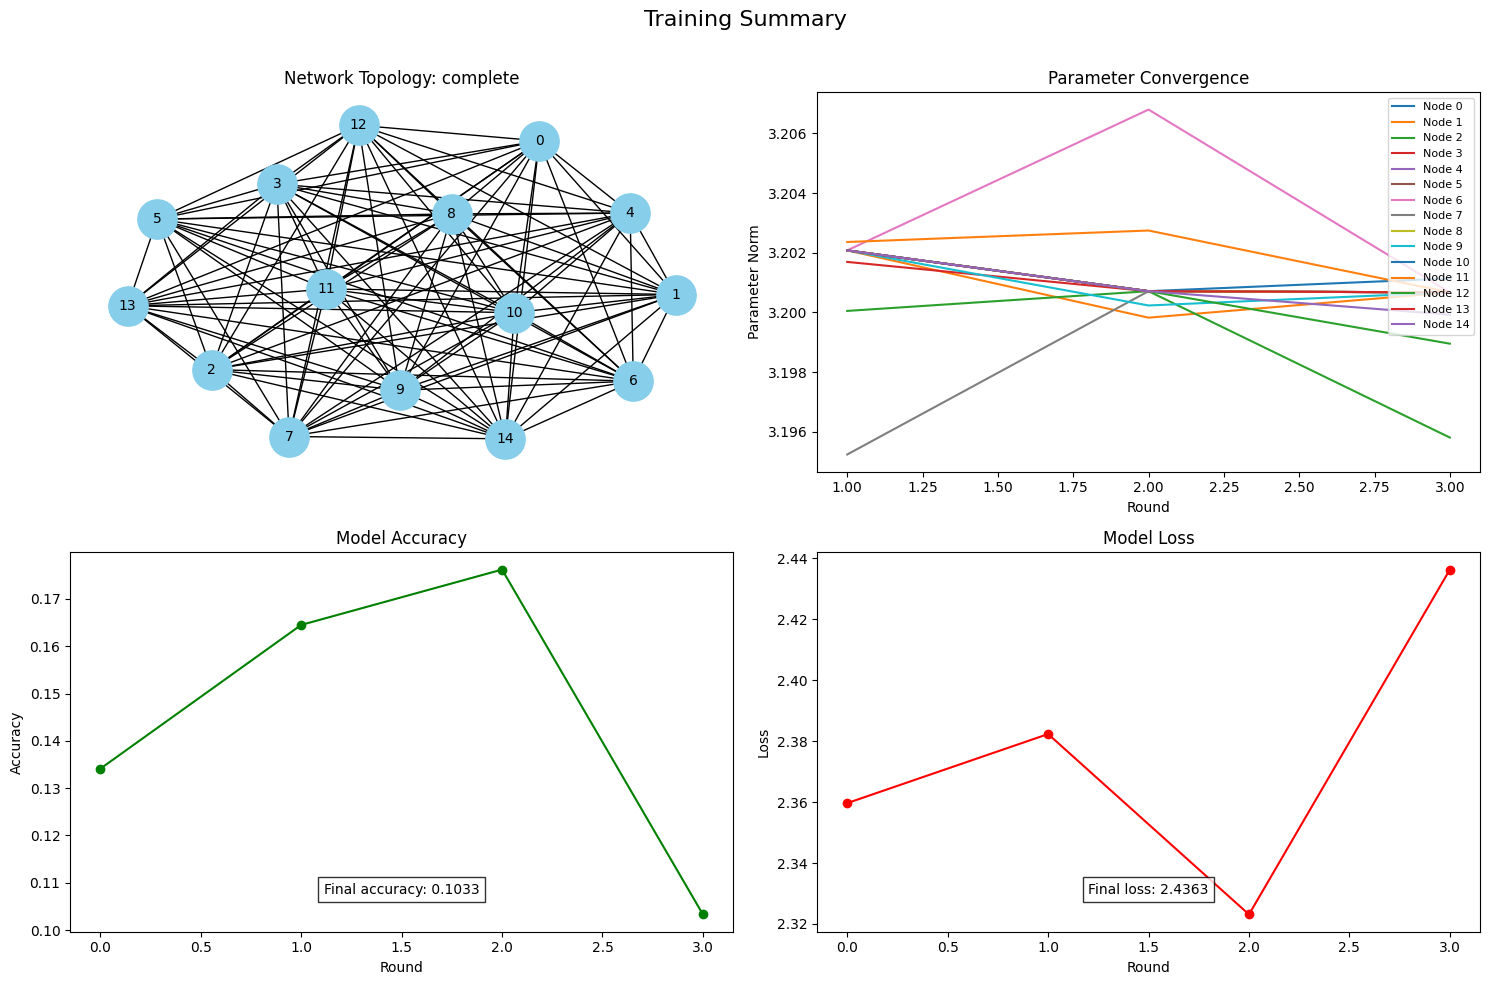 Training Summary
Network Topology: complete
12
0
3
4
8
5
11
1
13
10
2
6
9
7
14
Parameter Convergence
Parameter Norm
3.206
3.204
3.202
3.200
3.198
3.196
Node 0
Node 1
Node 2
Node 3
Node 4
Node 5
Node 6
Node 7
Node 8
Node 9
Node 10
Node 11
Node 12
Node 13
Node 14
1.00 1.25 1.50 1.75 2.00 2.25 2.50 2.75 3.00
Round
Model Accuracy
Accuracy
0.17
0.16
0.15
0.14
0.13
0.12
0.11
0.10
Final accuracy: 0.1033
0.0 0.5 1.0 1.5 2.0 2.5 3.0
Round
Model Loss
Loss
2.44
2.42
2.40
2.38
2.36
2.34
2.32
Final loss: 2.4363
0.0 0.5 1.0 1.5 2.0 2.5 3.0
Round